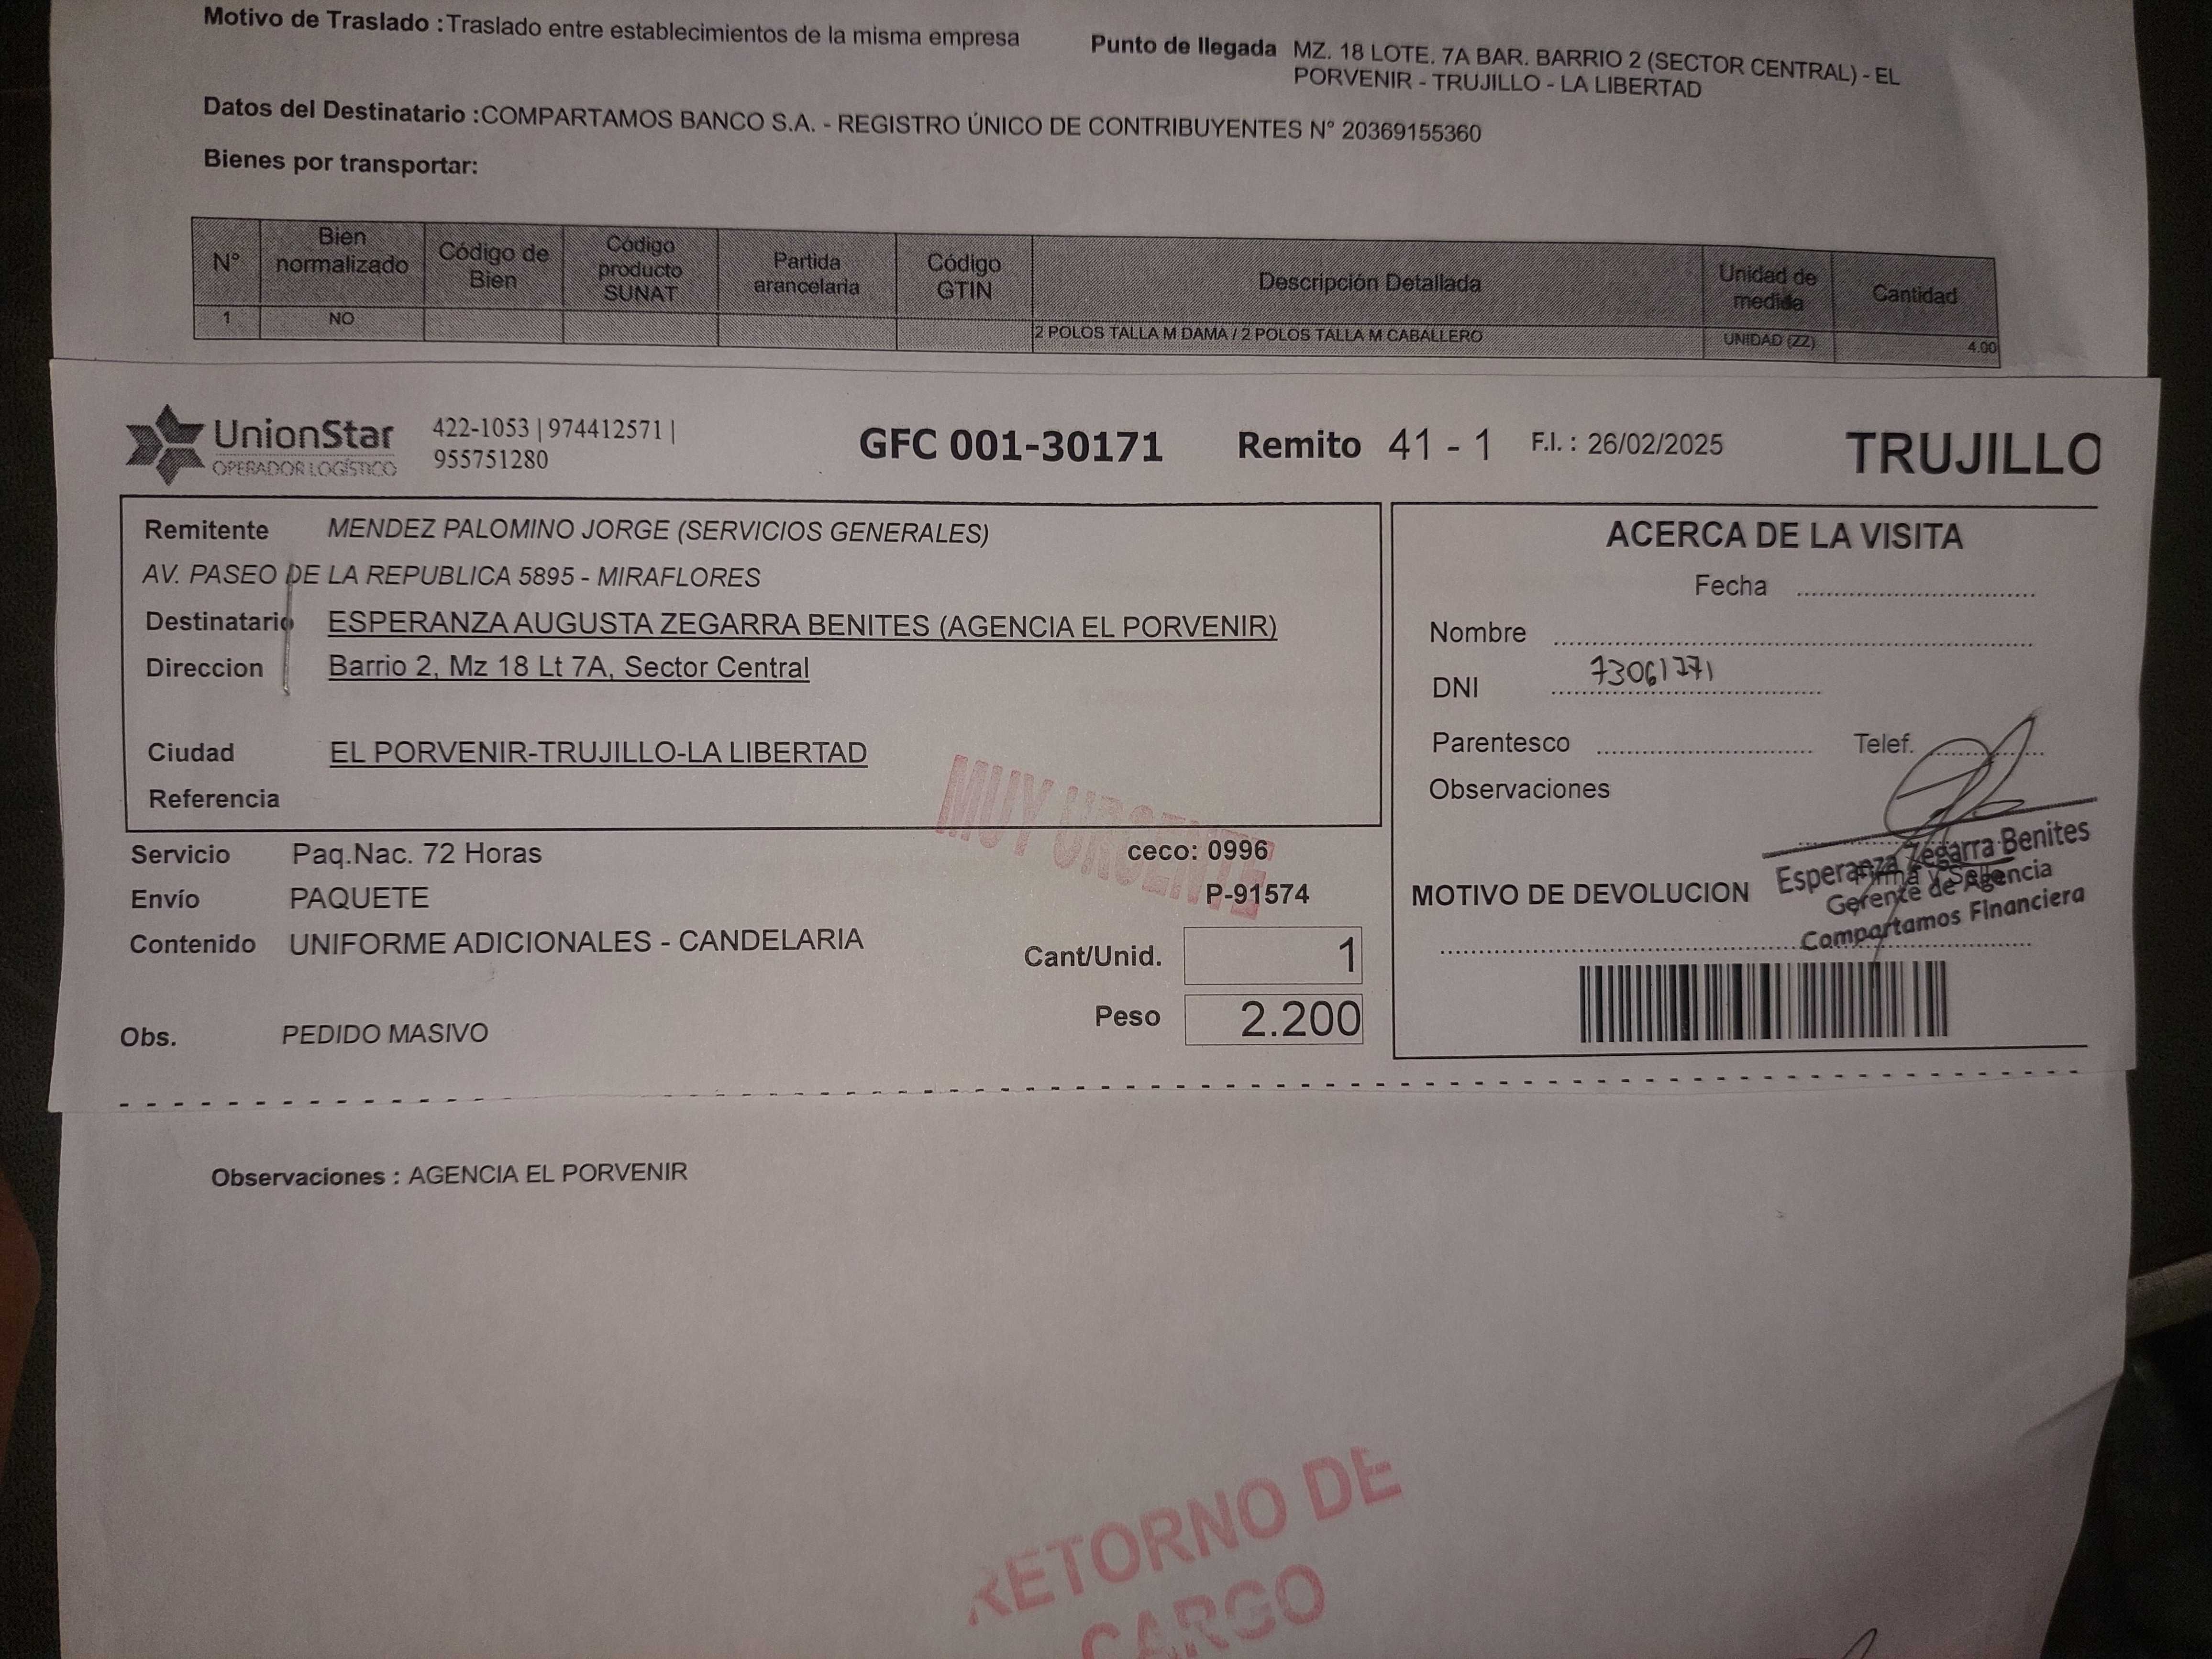 Motivo de Traslado : Traslado entre establecimientos de la misma empresa
Punto de llegada MZ. 18 LOTE. 7A BAR. BARRIO 2 (SECTOR CENTRAL) - EL
PORVENIR - TRUJILLO - LA LIBERTAD
Datos del Destinatario : COMPARTAMOS BANCO S.A. - REGISTRO ÚNICO DE CONTRIBUYENTES N° 20369155360
Bienes por transportar:
N° Bien normalizado Código de Bien Código producto SUNAT Partida arancelaria Código GTIN Descripción Detallada Unidad de medida Cantidad
1 NO 2 POLOS TALLA M DAMA / 2 POLOS TALLA M CABALLERO UNIDAD (ZZ) 4.00
UnionStar
OPERADOR LOGÍSTICO
422-1053 | 974412571 |
955751280
GFC 001-30171 Remito 41 - 1 F.I. : 26/02/2025 TRUJILLO
Remitente MENDEZ PALOMINO JORGE (SERVICIOS GENERALES)
AV. PASEO DE LA REPUBLICA 5895 - MIRAFLORES
Destinatario ESPERANZA AUGUSTA ZEGARRA BENITES (AGENCIA EL PORVENIR)
Direccion Barrio 2, Mz 18 Lt 7A, Sector Central
Ciudad EL PORVENIR-TRUJILLO-LA LIBERTAD
Referencia
MUY URGENTE
Servicio Paq.Nac. 72 Horas ceco: 0996
Envío PAQUETE P-91574
Contenido UNIFORME ADICIONALES - CANDELARIA
Cant/Unid. 1
Peso 2.200
Obs. PEDIDO MASIVO
ACERCA DE LA VISITA
Fecha
Nombre
DNI 73061271
Parentesco Telef.
Observaciones
Firma y Sello
Esperanza Zegarra Benites
Gerente de Agencia
Compartamos Financiera
MOTIVO DE DEVOLUCION
Observaciones : AGENCIA EL PORVENIR
RETORNO DE
CARGO